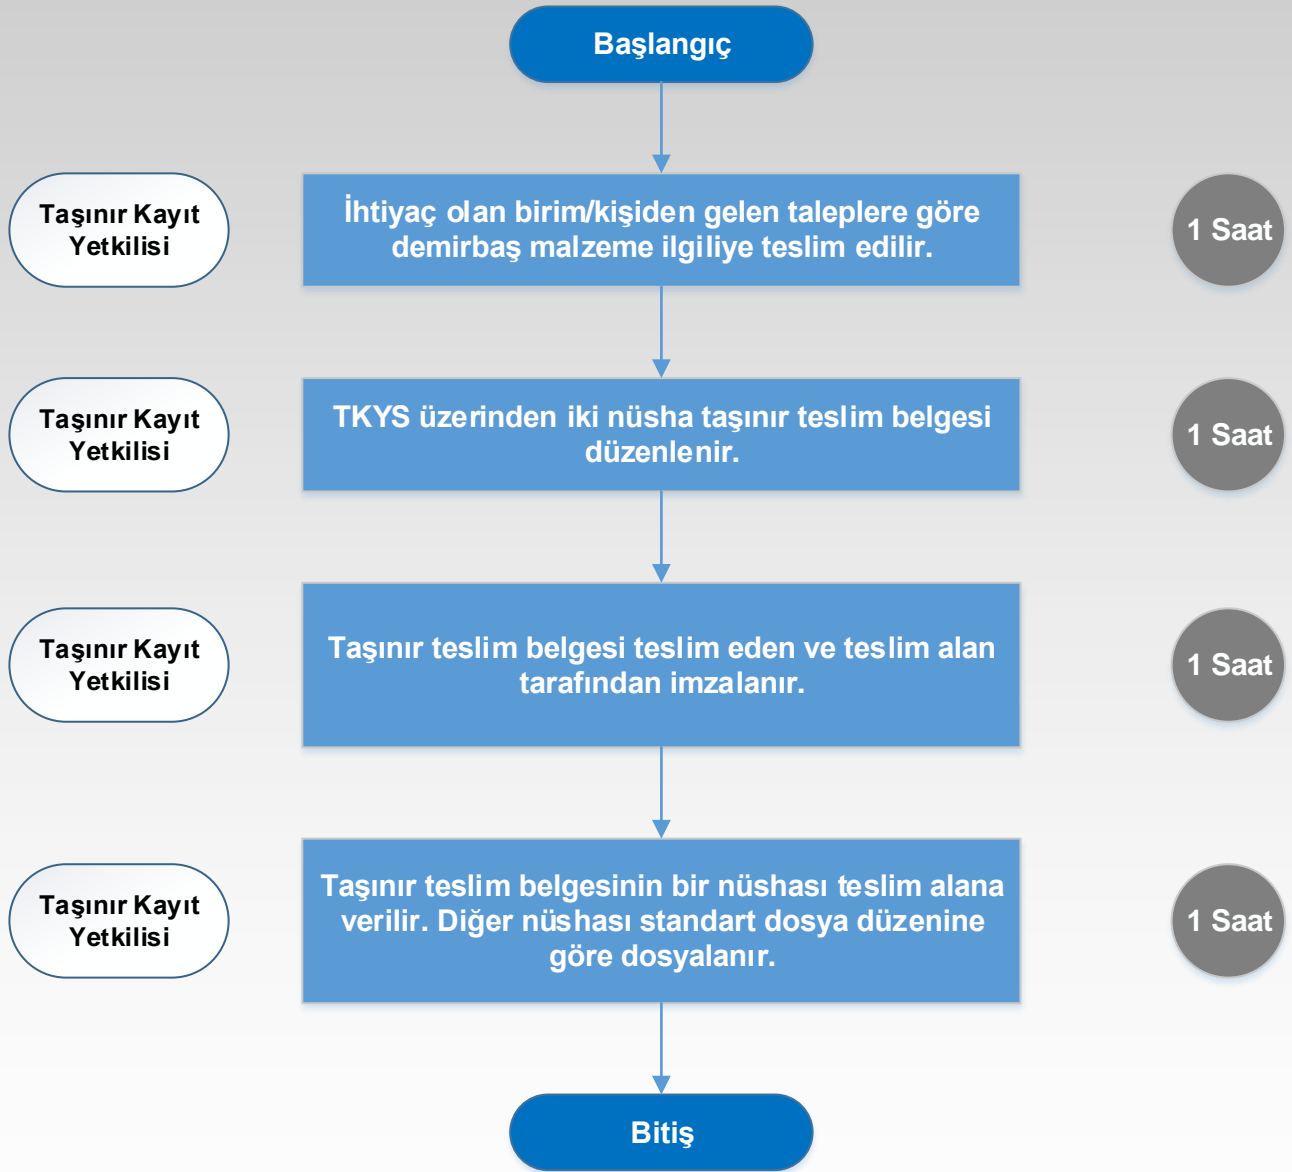 Başlangıç
Taşınır Kayıt
Yetkilisi
İhtiyaç olan birim/kişiden gelen taleplere göre
demirbaş malzeme ilgiliye teslim edilir.
1 Saat
Taşınır Kayıt
Yetkilisi
TKYS üzerinden iki nüsha taşınır teslim belgesi
düzenlenir.
1 Saat
Taşınır Kayıt
Yetkilisi
Taşınır teslim belgesi teslim eden ve teslim alan
tarafından imzalanır.
1 Saat
Taşınır Kayıt
Yetkilisi
Taşınır teslim belgesinin bir nüshası teslim alana
verilir. Diğer nüshası standart dosya düzenine
göre dosyalanır.
1 Saat
Bitiş